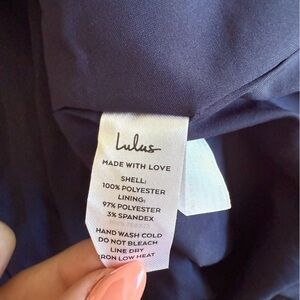 Lulus
MADE WITH LOVE
SHELL:
100% POLYESTER
LINING:
97% POLYESTER
3% SPANDEX
HAND WASH COLD
DO NOT BLEACH
LINE DRY
IRON LOW HEAT